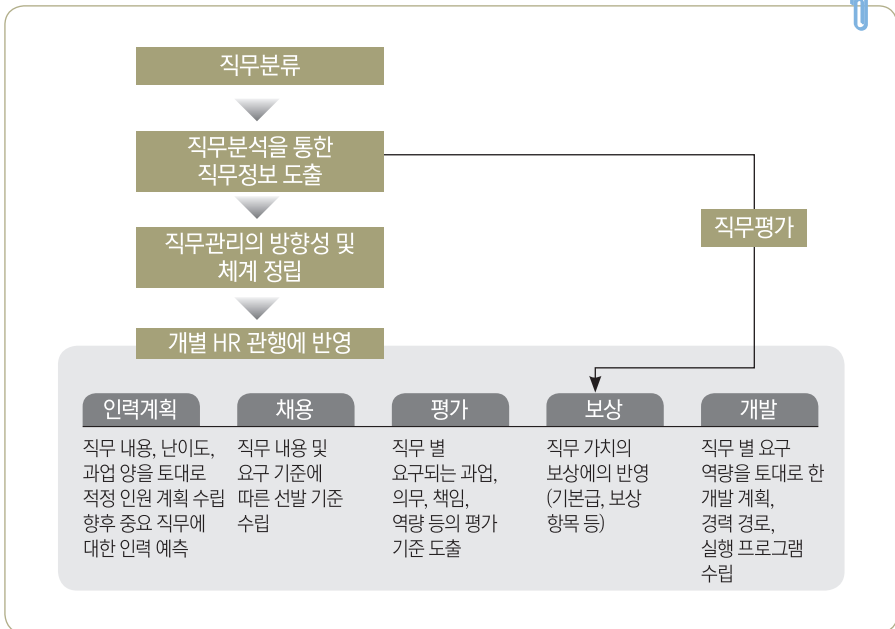 직무분류
직무분석을 통한
직무정보 도출
직무평가
직무관리의 방향성 및
체계 정립
개별 HR 관행에 반영
인력계획
직무 내용, 난이도,
과업 양을 토대로
적정 인원 계획 수립
향후 중요 직무에
대한 인력 예측
채용
직무 내용 및
요구 기준에
따른 선발 기준
수립
평가
직무 별
요구되는 과업,
의무, 책임,
역량 등의 평가
기준 도출
보상
직무 가치의
보상에의 반영
(기본급, 보상
항목 등)
개발
직무 별 요구
역량을 토대로 한
개발 계획,
경력 경로,
실행 프로그램
수립